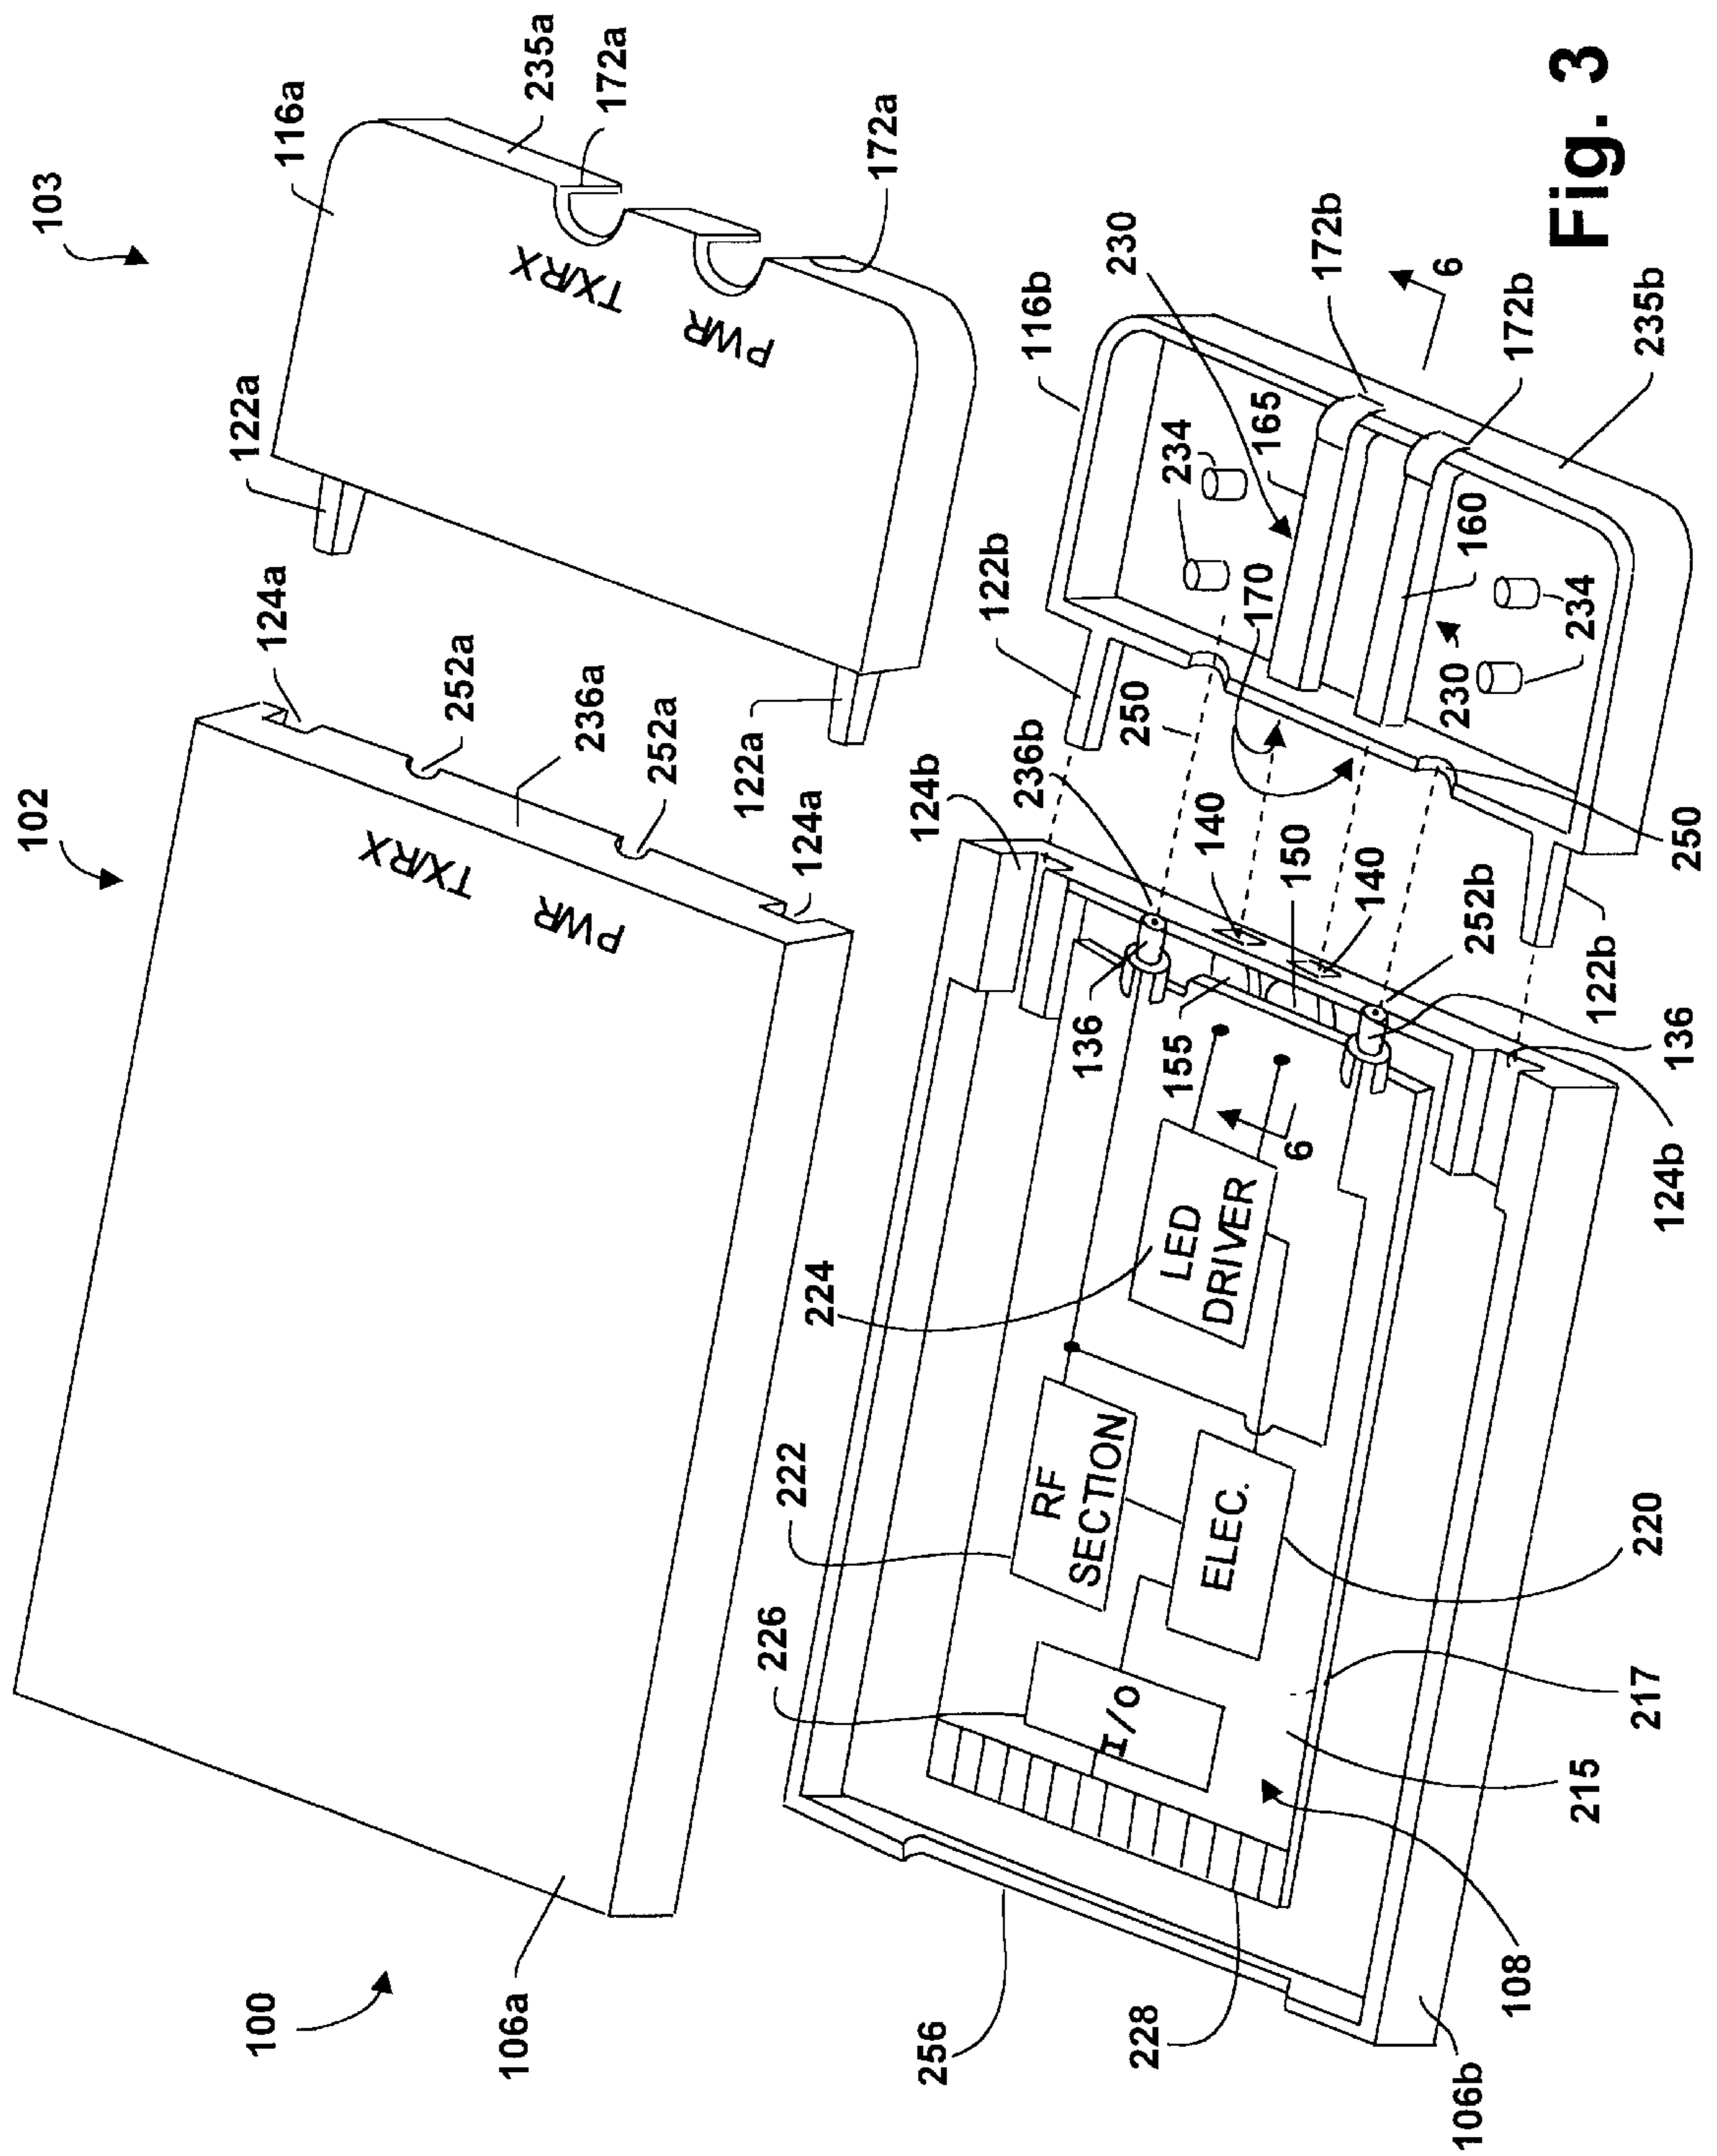 100
102
103
106a
TX/RX
PWR
124a
252a
236a
252a
124a
122a
122a
116a
235a
172a
172a
TX/RX
PWR
256
226
222
224
124b
236b
250
122b
116b
230
172b
6
234
165
170
136
155
140
150
140
252b
250
230
160
234
172b
235b
I/O
RF
SECTION
ELEC.
LED
DRIVER
6
106b
228
108
215
217
220
124b
136
122b
Fig. 3